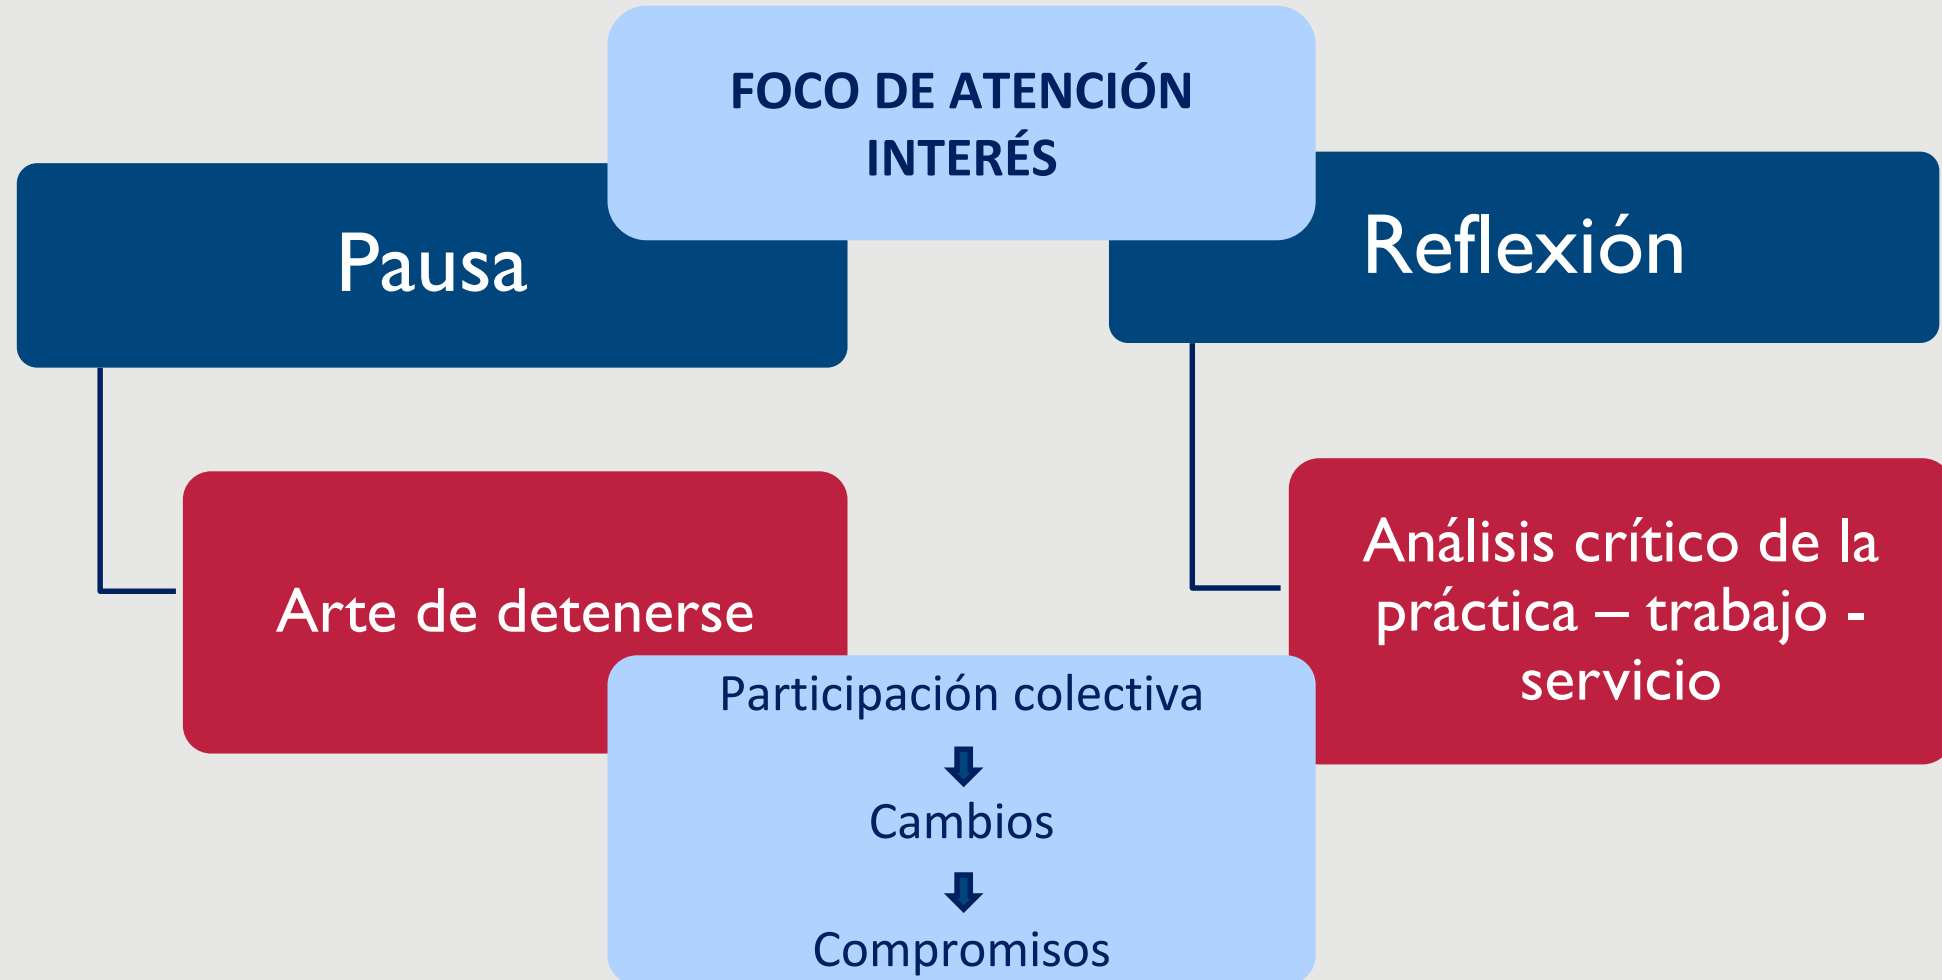 FOCO DE ATENCIÓN
INTERÉS
Pausa
Reflexión
Arte de detenerse
Análisis crítico de la
práctica – trabajo -
servicio
Participación colectiva
Cambios
Compromisos